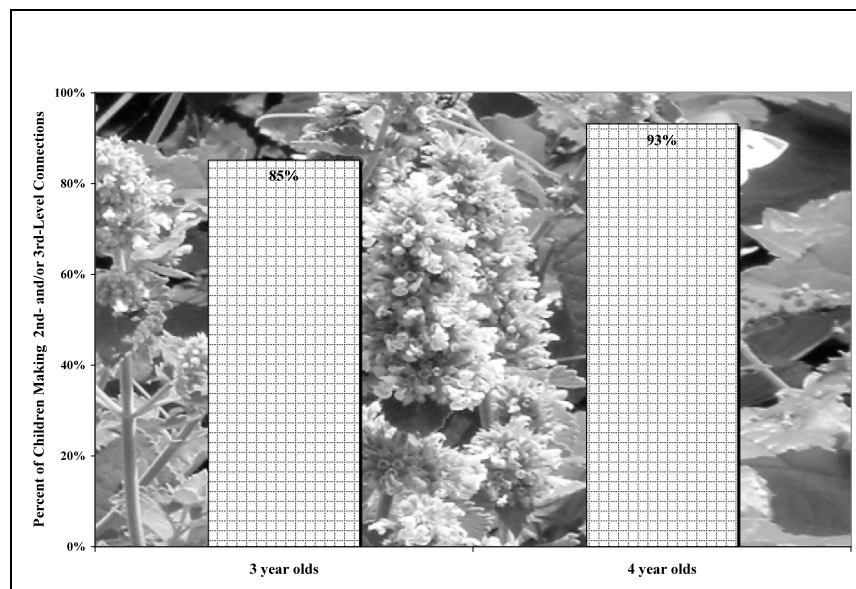 Percent of Children Making 2nd- and/or 3rd-Level Connections
100%
80%
60%
40%
20%
0%
85%
93%
3 year olds
4 year olds